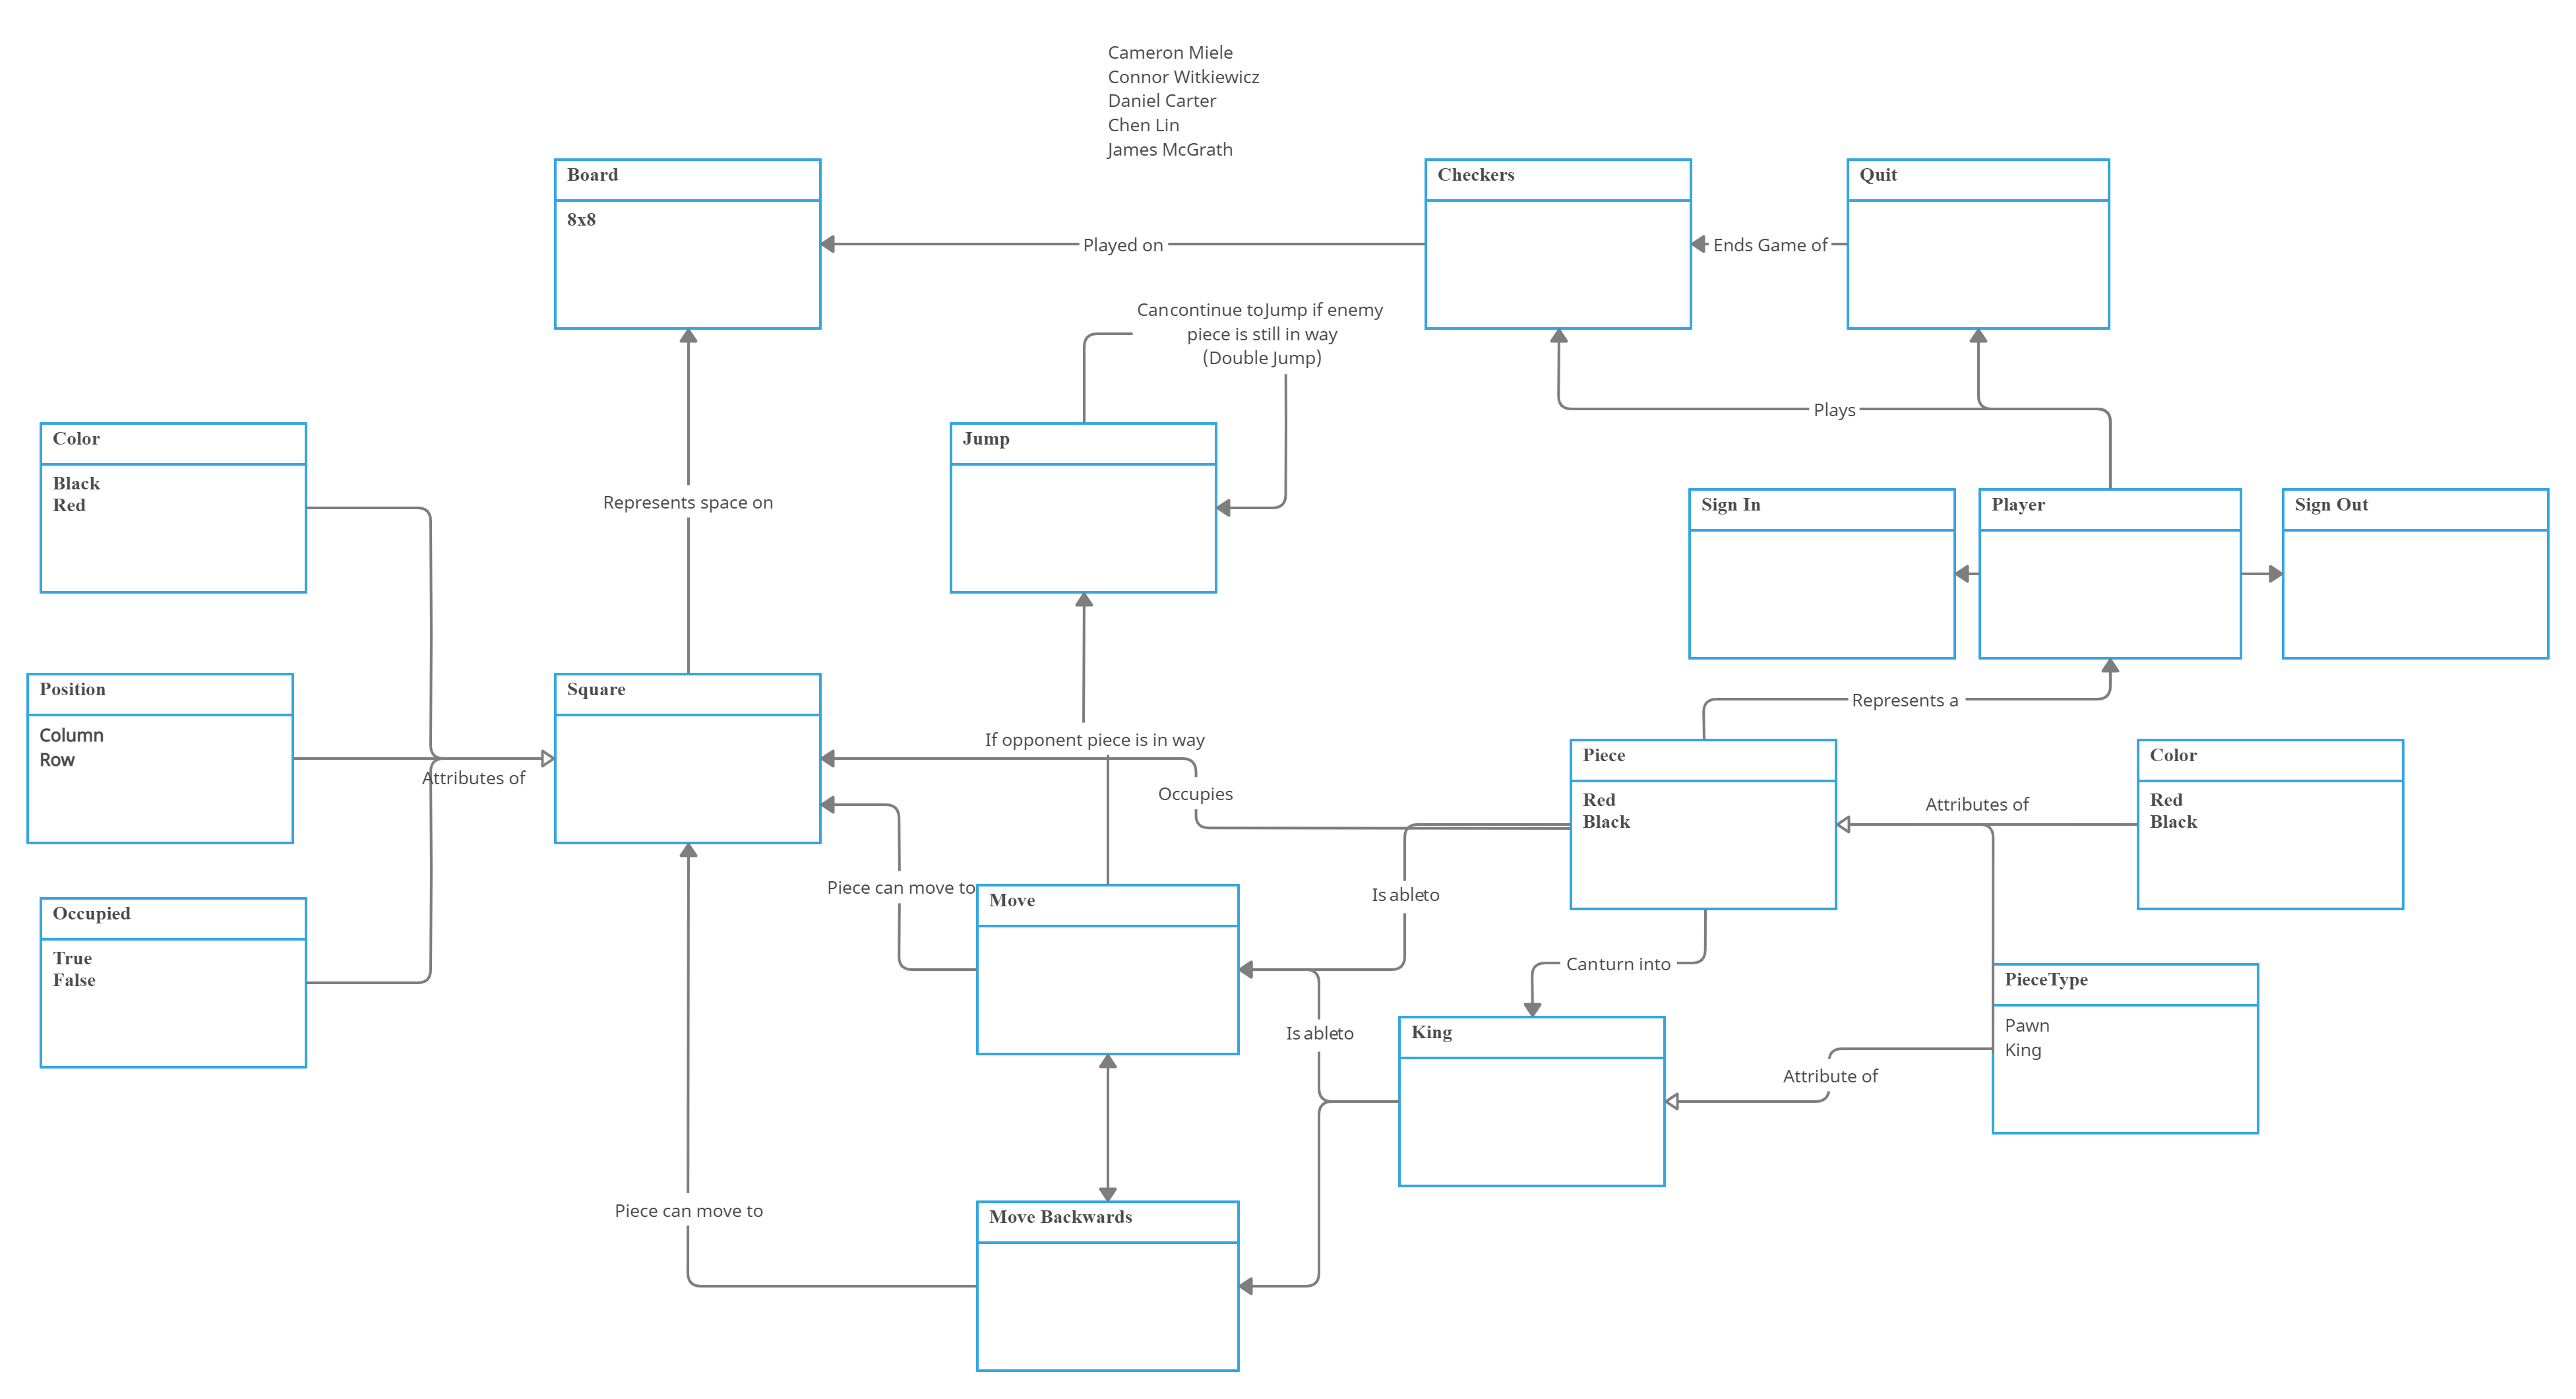 Cameron Miele
Connor Witkiewicz
Daniel Carter
Chen Lin
James McGrath
Board
8x8
Played on
Checkers
Ends Game of
Quit
Cancontinue toJump if enemy
piece is still in way
(Double Jump)
Plays
Color
Black
Red
Represents space on
Jump
Sign In
Player
Sign Out
Position
Column
Row
Attributes of
Square
If opponent piece is in way
Occupies
Represents a
Piece
Red
Black
Attributes of
Color
Red
Black
Occupied
True
False
Piece can move to
Move
Is ableto
Canturn into
PieceType
Pawn
King
Is ableto
King
Attribute of
Piece can move to
Move Backwards